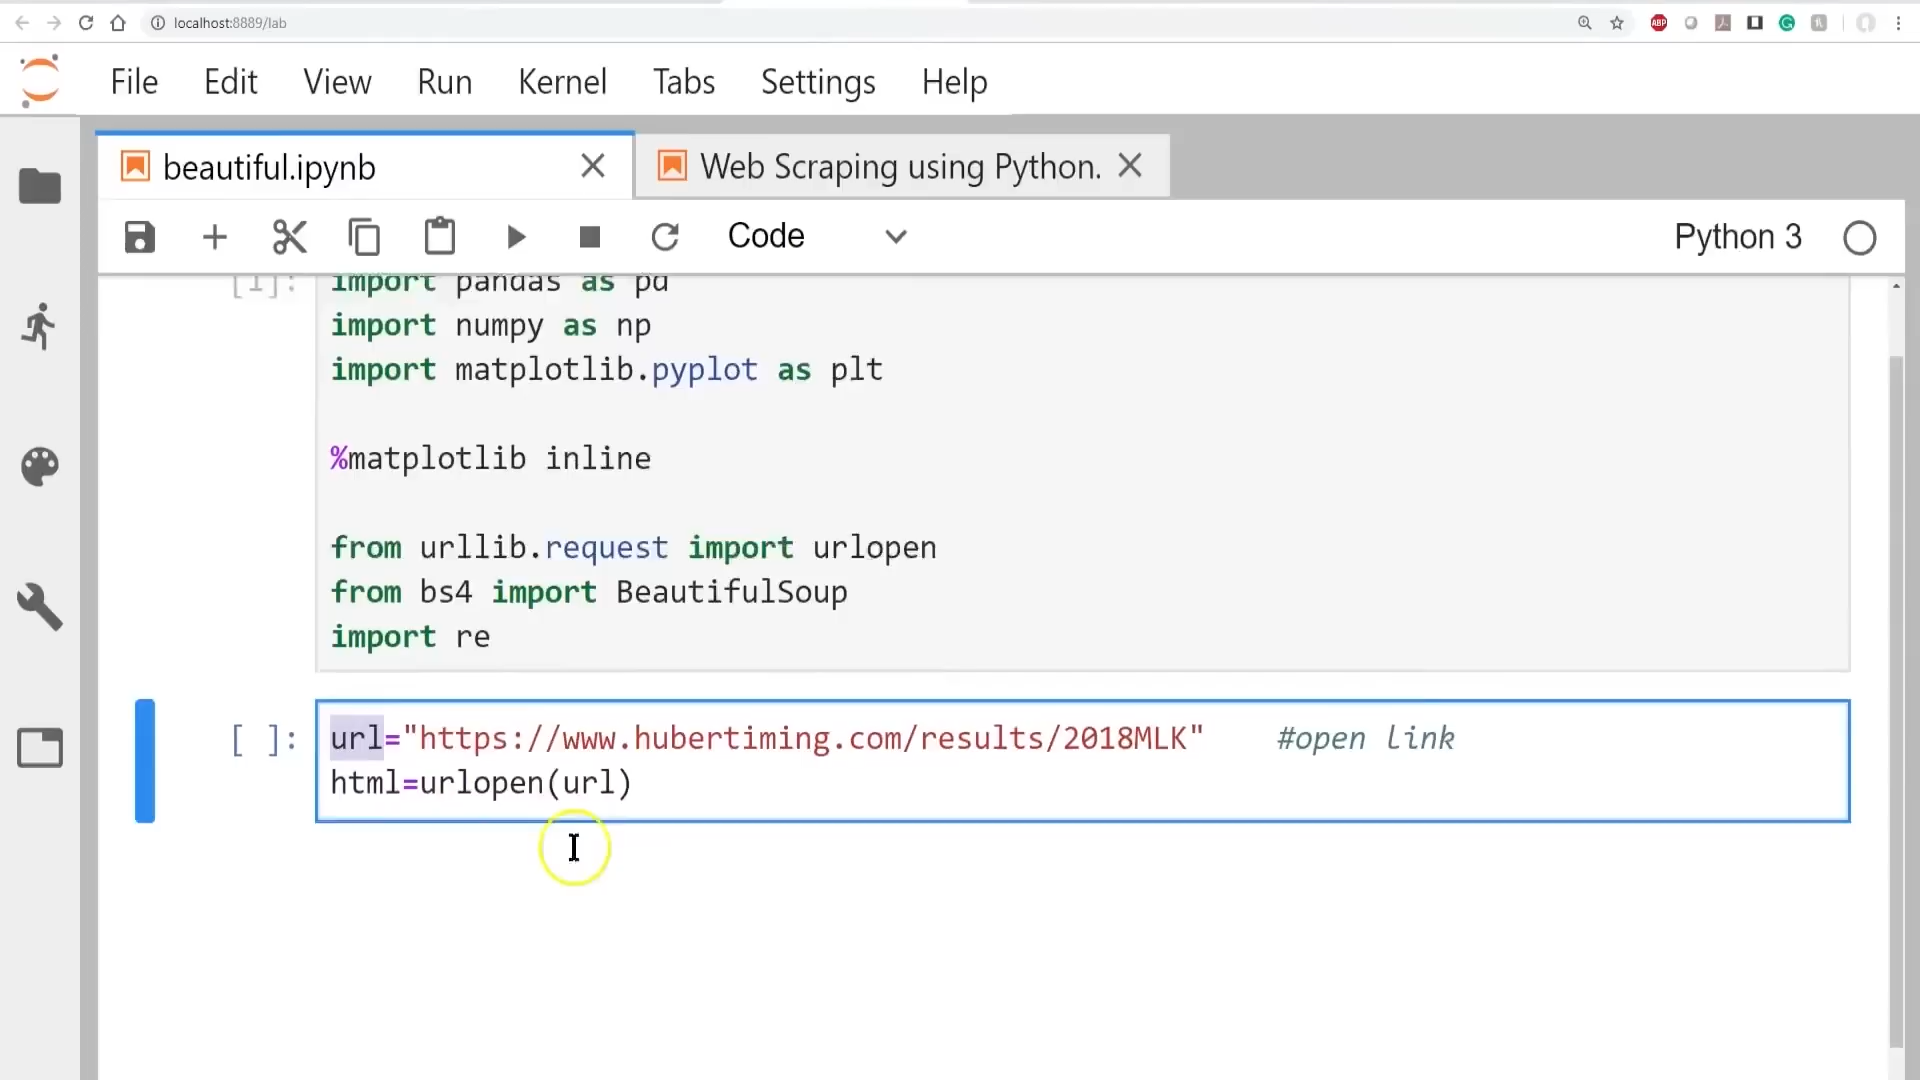 localhost:8889/lab
ABP
File Edit View Run Kernel Tabs Settings Help
beautiful.ipynb
Web Scraping using Python.
Code
Python 3
[1]:
import pandas as pd
import numpy as np
import matplotlib.pyplot as plt
%matplotlib inline
from urllib.request import urlopen
from bs4 import BeautifulSoup
import re
[ ]:
url="https://www.hubertiming.com/results/2018MLK" #open link
html=urlopen(url)